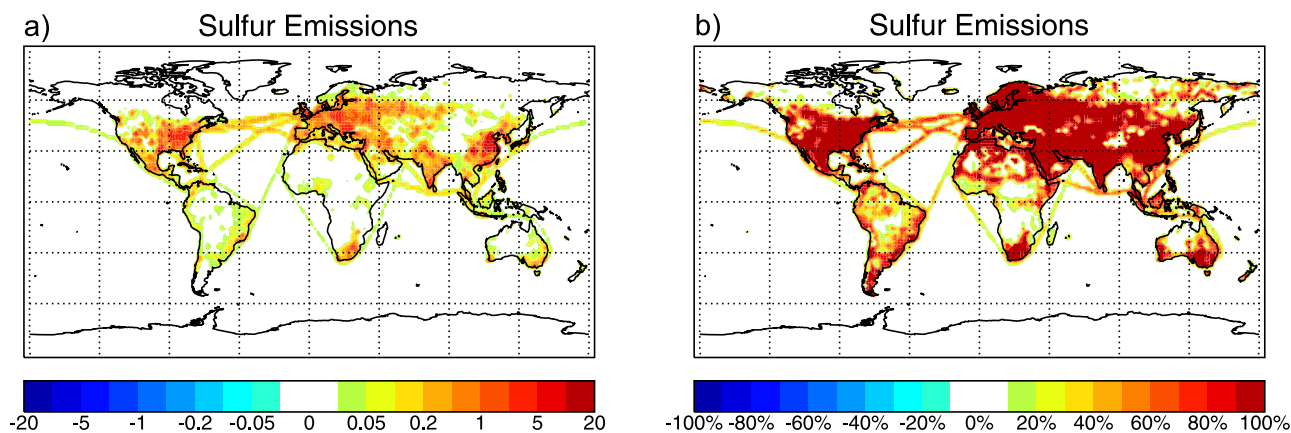 a) Sulfur Emissions
b) Sulfur Emissions
-20 -5 -1 -0.2 -0.05 0 0.05 0.2 1 5 20
-100% -80% -60% -40% -20% 0% 20% 40% 60% 80% 100%